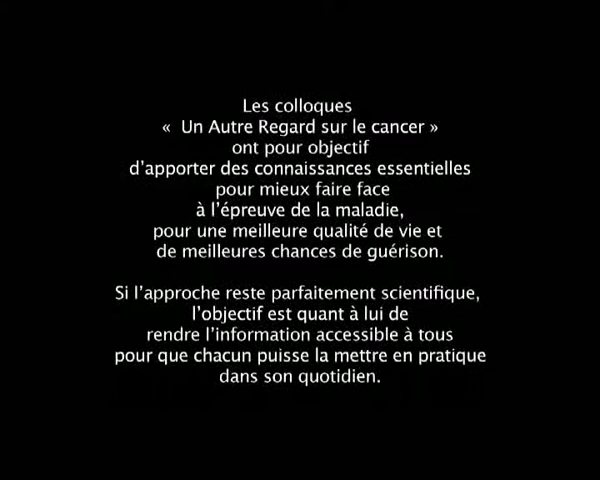 Les colloques
« Un Autre Regard sur le cancer »
ont pour objectif
d'apporter des connaissances essentielles
pour mieux faire face
à l'épreuve de la maladie,
pour une meilleure qualité de vie et
de meilleures chances de guérison.
Si l'approche reste parfaitement scientifique,
l'objectif est quant à lui de
rendre l'information accessible à tous
pour que chacun puisse la mettre en pratique
dans son quotidien.